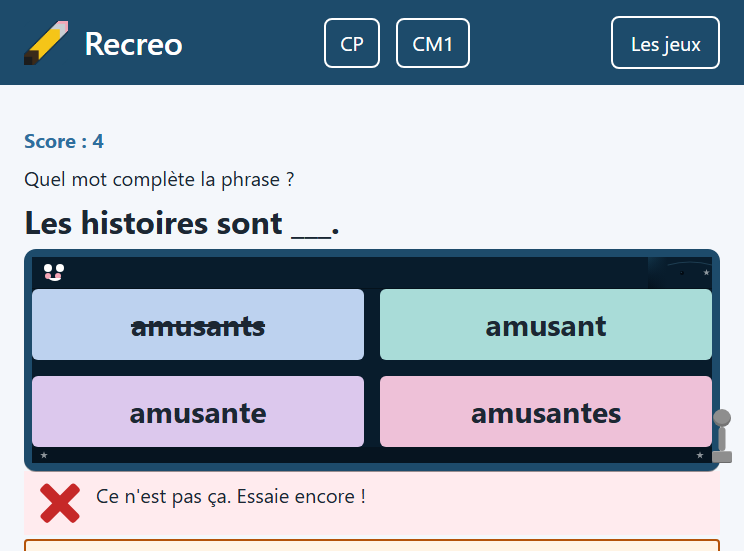 Recreo
CP
CM1
Les jeux
Score : 4
Quel mot complète la phrase ?
Les histoires sont ___.
amusants
amusant
amusante
amusantes
Ce n'est pas ça. Essaie encore !